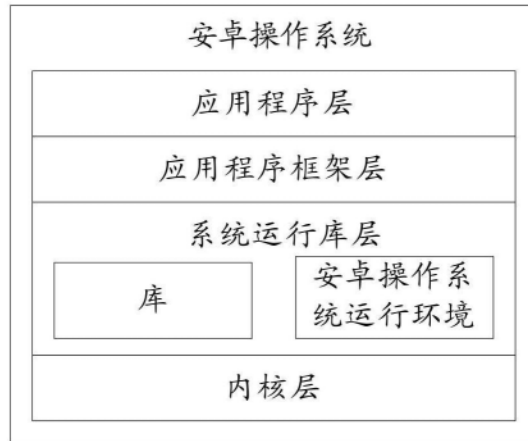 安卓操作系统
应用程序层
应用程序框架层
系统运行库层
库
安卓操作系
统运行环境
内核层